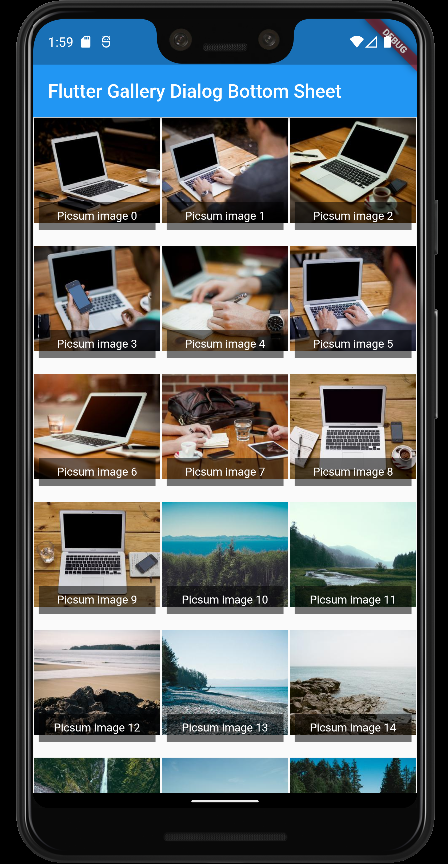 1:59
DEBUG
Flutter Gallery Dialog Bottom Sheet
Picsum image 0
Picsum image 1
Picsum image 2
Picsum image 3
Picsum image 4
Picsum image 5
Picsum image 6
Picsum image 7
Picsum image 8
Picsum image 9
Picsum image 10
Picsum image 11
Picsum image 12
Picsum image 13
Picsum image 14